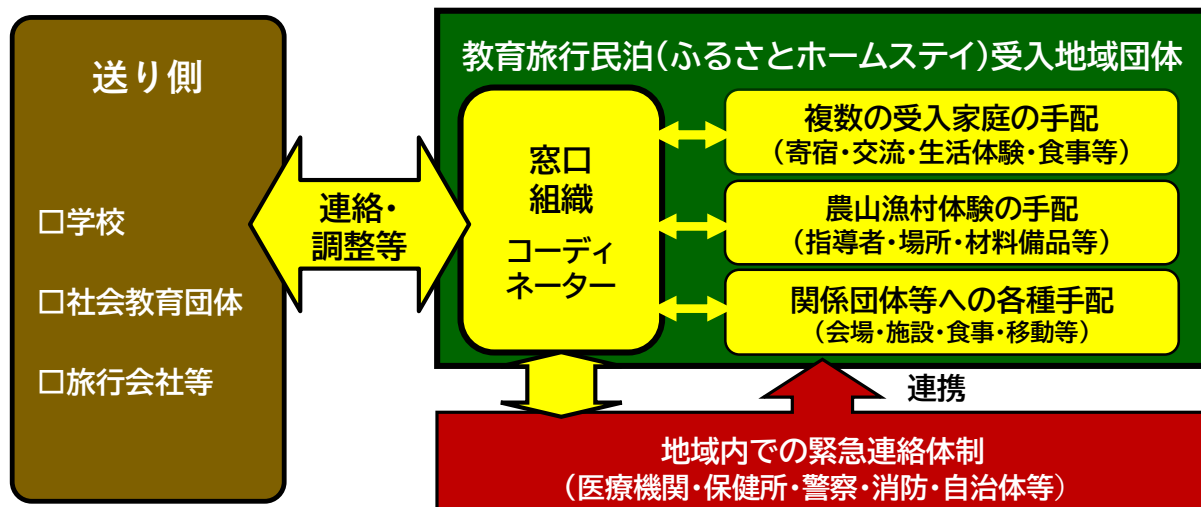 送り側
□学校
□社会教育団体
□旅行会社等
連絡・
調整等
教育旅行民泊(ふるさとホームステイ)受入地域団体
窓口
組織
コーディ
ネーター
複数の受入家庭の手配
(寄宿・交流・生活体験・食事等)
農山漁村体験の手配
(指導者・場所・材料備品等)
関係団体等への各種手配
(会場・施設・食事・移動等)
連携
地域内での緊急連絡体制
(医療機関・保健所・警察・消防・自治体等)